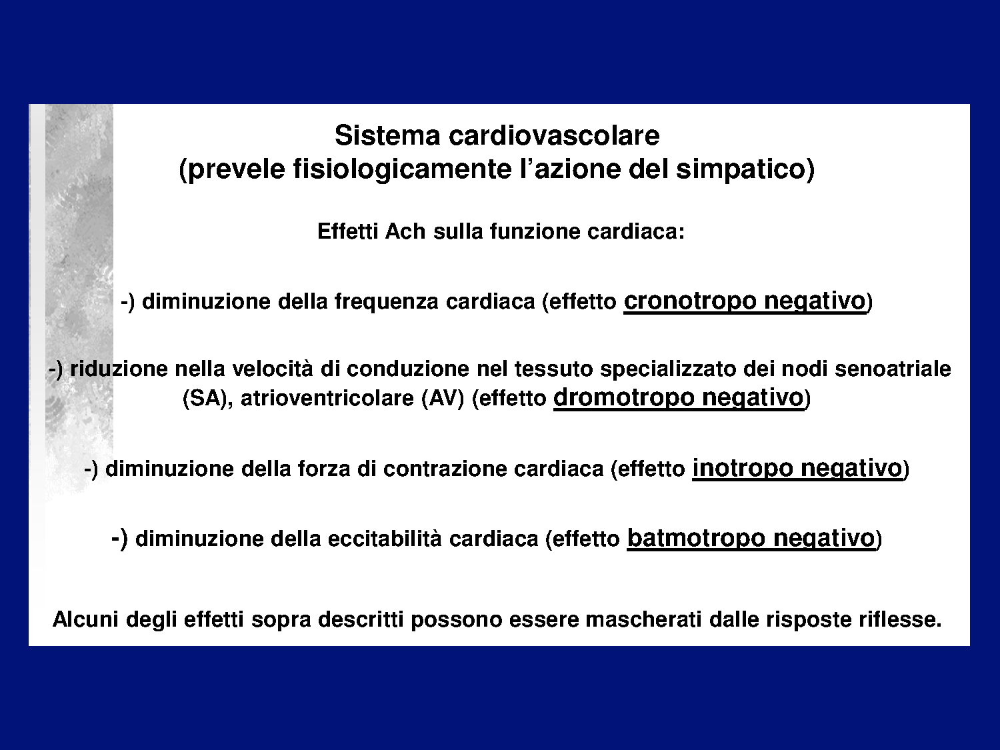 Sistema cardiovascolare
(prevele fisiologicamente l’azione del simpatico)
Effetti Ach sulla funzione cardiaca:
-) diminuzione della frequenza cardiaca (effetto cronotropo negativo)
-) riduzione nella velocità di conduzione nel tessuto specializzato dei nodi senoatriale
(SA), atrioventricolare (AV) (effetto dromotropo negativo)
-) diminuzione della forza di contrazione cardiaca (effetto inotropo negativo)
-) diminuzione della eccitabilità cardiaca (effetto batmotropo negativo)
Alcuni degli effetti sopra descritti possono essere mascherati dalle risposte riflesse.